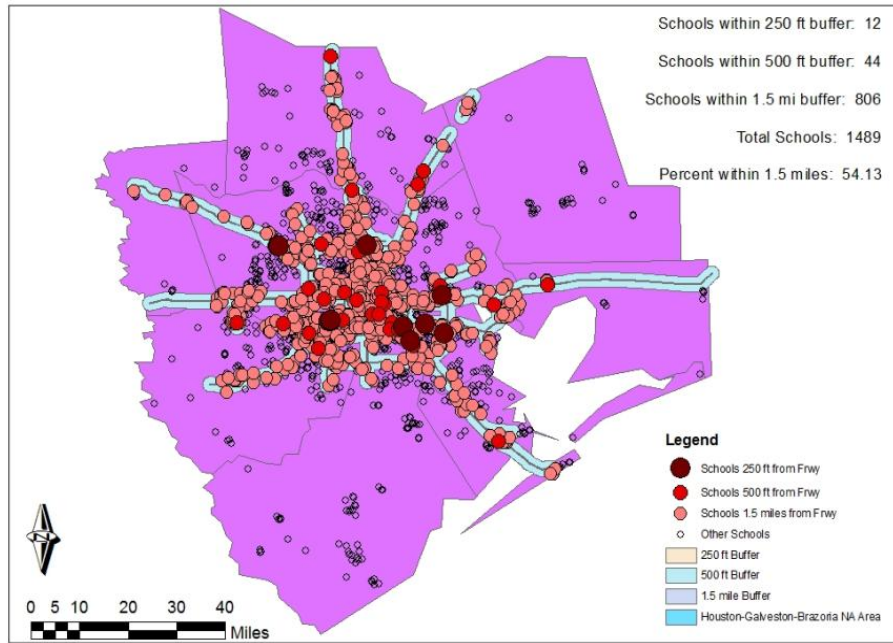 Schools within 250 ft buffer: 12
Schools within 500 ft buffer: 44
Schools within 1.5 mi buffer: 806
Total Schools: 1489
Percent within 1.5 miles: 54.13
Legend
Schools 250 ft from Frwy
Schools 500 ft from Frwy
Schools 1.5 miles from Frwy
Other Schools
250 ft Buffer
500 ft Buffer
1.5 mile Buffer
Houston-Galveston-Brazoria NA Area
N
0 5 10 20 30 40
Miles